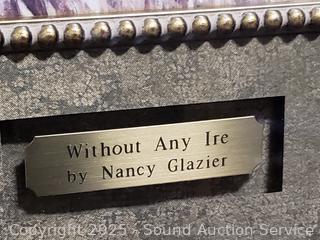 Without Any Ire
by Nancy Glazier
Copyright 2025 - Sound Auction Service